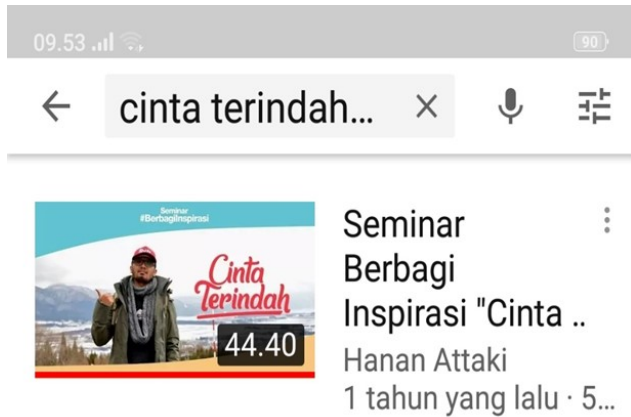 09.53
90
cinta terindah...
Seminar
#BerbagiInspirasi
Cinta
Terindah
44.40
Seminar
Berbagi
Inspirasi "Cinta ..
Hanan Attaki
1 tahun yang lalu · 5...